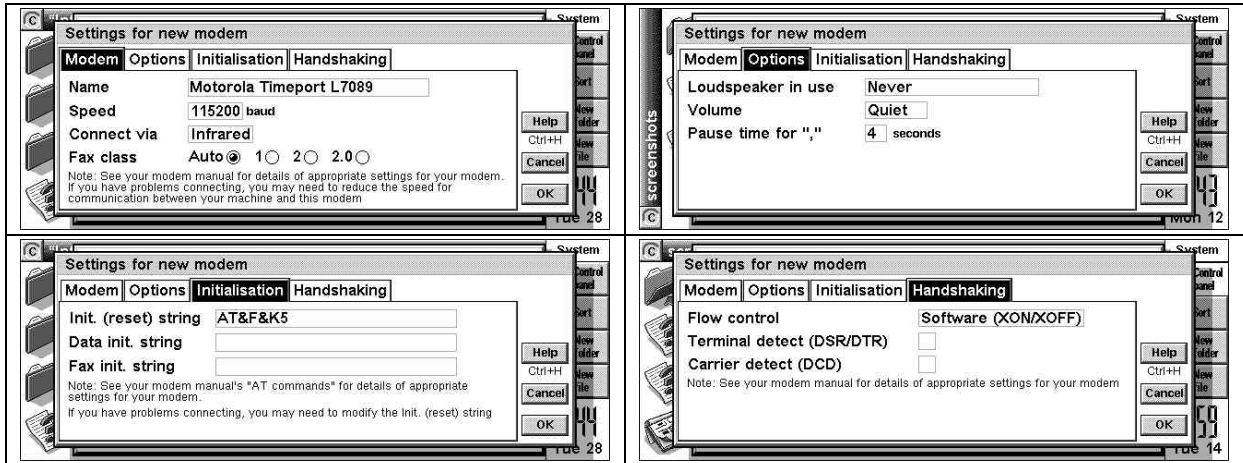 System
Settings for new modem
Modem Options Initialisation Handshaking
Name Motorola Timeport L7089
Speed 115200 baud
Connect via Infrared
Fax class Auto 1 2 2.0
Note: See your modem manual for details of appropriate settings for your modem.
If you have problems connecting, you may need to reduce the speed for
communication between your machine and this modem
Help
Ctrl+H
Cancel
OK
Tue 28
System
Settings for new modem
Modem Options Initialisation Handshaking
Loudspeaker in use Never
Volume Quiet
Pause time for "," 4 seconds
Help
Ctrl+H
Cancel
OK
screenshots
Mon 12
System
Settings for new modem
Modem Options Initialisation Handshaking
Init. (reset) string AT&F&K5
Data init. string
Fax init. string
Note: See your modem manual's "AT commands" for details of appropriate
settings for your modem.
If you have problems connecting, you may need to modify the Init. (reset) string
Help
Ctrl+H
Cancel
OK
Tue 28
System
Settings for new modem
Modem Options Initialisation Handshaking
Flow control Software (XON/XOFF)
Terminal detect (DSR/DTR)
Carrier detect (DCD)
Note: See your modem manual for details of appropriate settings for your modem
Help
Ctrl+H
Cancel
OK
Tue 14